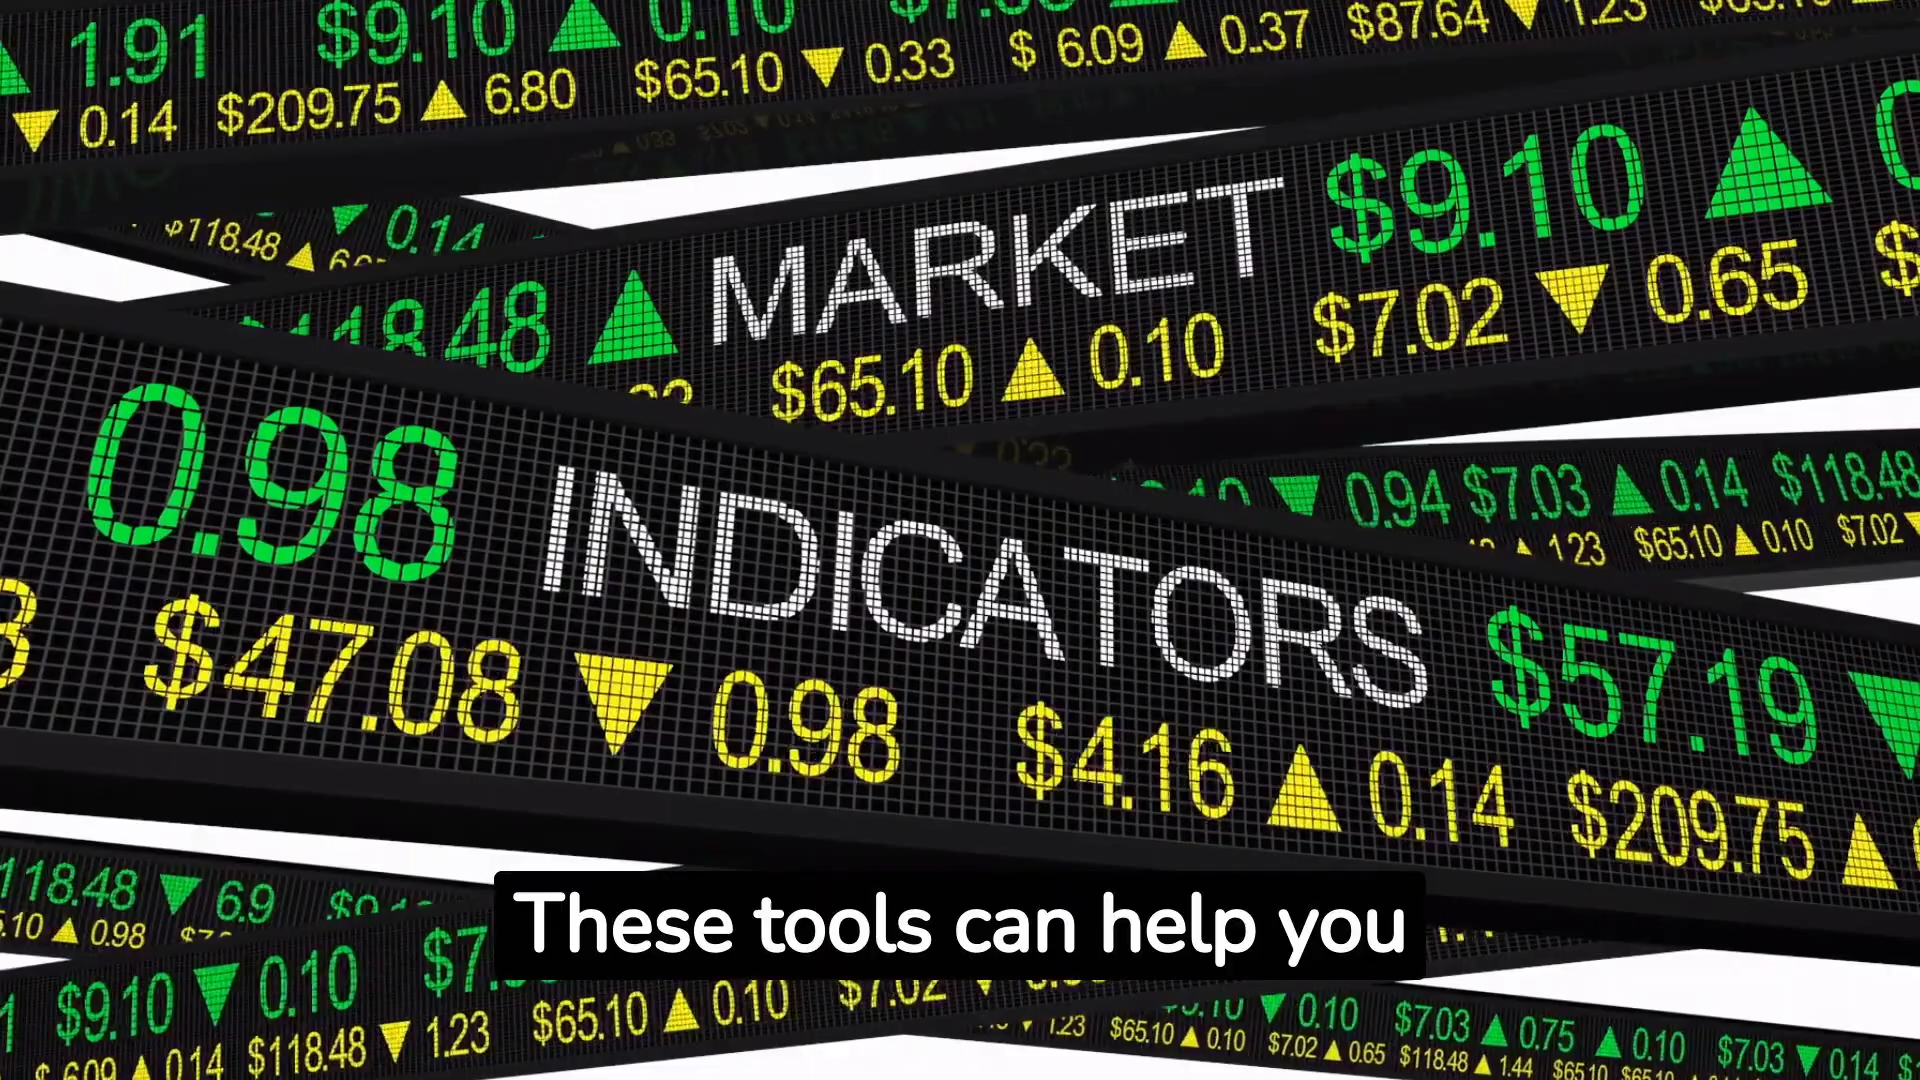 1.91 $9.10 ▲ 0.10
▼ 0.14 $209.75 ▲ 6.80 $65.10 ▼ 0.33 $ 6.09 ▲ 0.37 $87.64 ▼ 1.23
▼ 0.14
$118.48 ▲
$118.48 ▲ MARKET $9.10 ▲
$65.10 ▲ 0.10 $7.02 ▼ 0.65
▼ 0.94 $7.03 ▲ 0.14 $118.48
▲ 1.23 $65.10 ▲ 0.10 $7.02
0.98 INDICATORS $57.19 ▼
$47.08 ▼ 0.98 $4.16 ▲ 0.14 $209.75 ▲
118.48 ▼ 6.9
▲ 0.98
These tools can help you
$9.10 ▼ 0.10
$118.48 ▼ 1.23 $65.10 ▲ 0.10 $7.02 ▼
▼ 0.10 $7.03 ▲ 0.75 ▲ 0.10 $7.03 ▼ 0.14
▼ 1.23 $65.10 ▲ 0.10 $7.02 ▲ 0.65 $118.48 ▲ 1.44 $65.10